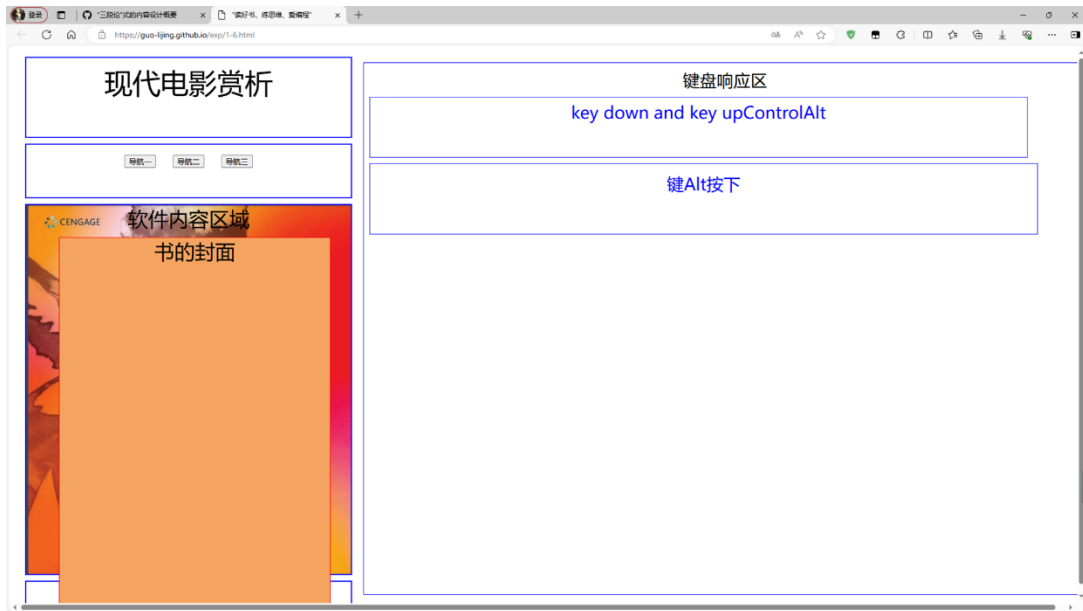 登录
"三段论"式的内容设计概要
"读好书、练思维、爱编程"
https://guo-lijing.github.io/exp/1-6.html
现代电影赏析
导航一 导航二 导航三
CENGAGE
软件内容区域
书的封面
键盘响应区
key down and key upControlAlt
键Alt按下